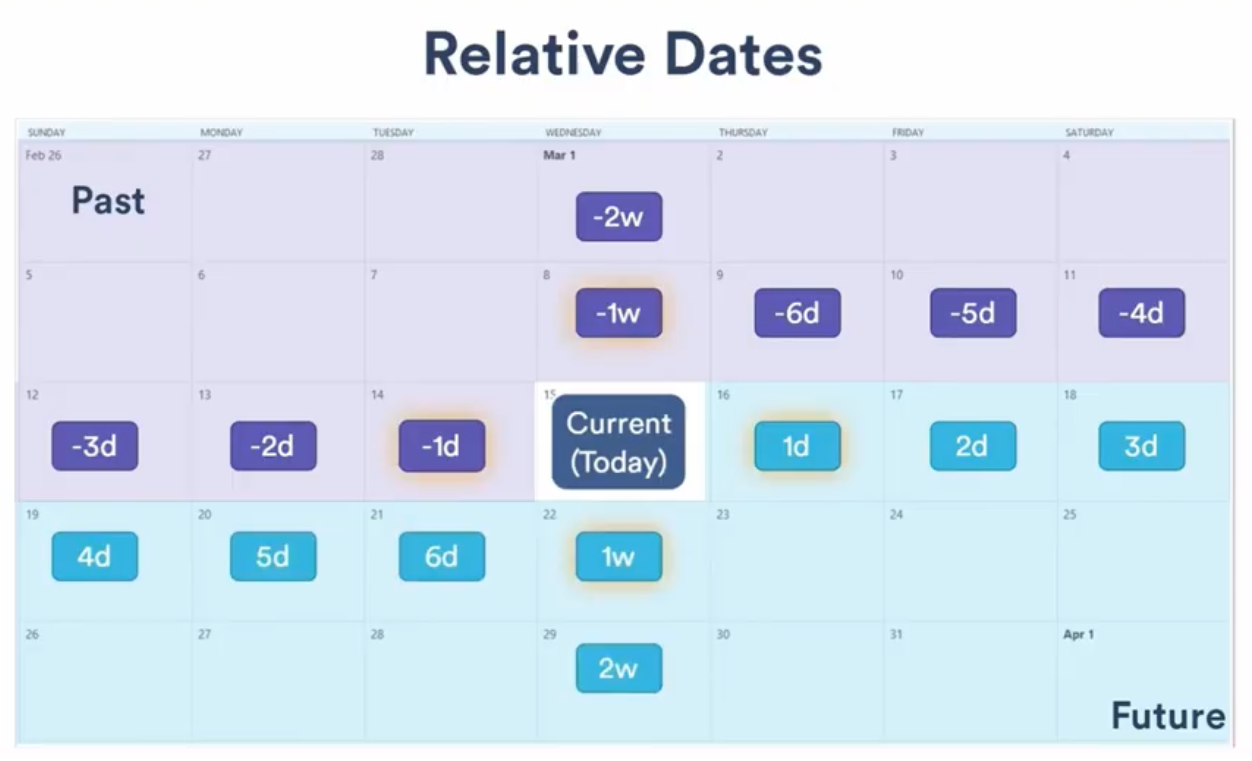 Relative Dates
SUNDAY MONDAY TUESDAY WEDNESDAY THURSDAY FRIDAY SATURDAY
Feb 26 27 28 Mar 1 2 3 4
Past
-2w
5 6 7 8 9 10 11
-1w -6d -5d -4d
12 13 14 15 16 17 18
Current
(Today)
-3d -2d -1d 1d 2d 3d
19 20 21 22 23 24 25
4d 5d 6d 1w
26 27 28 29 30 31 Apr 1
2w
Future